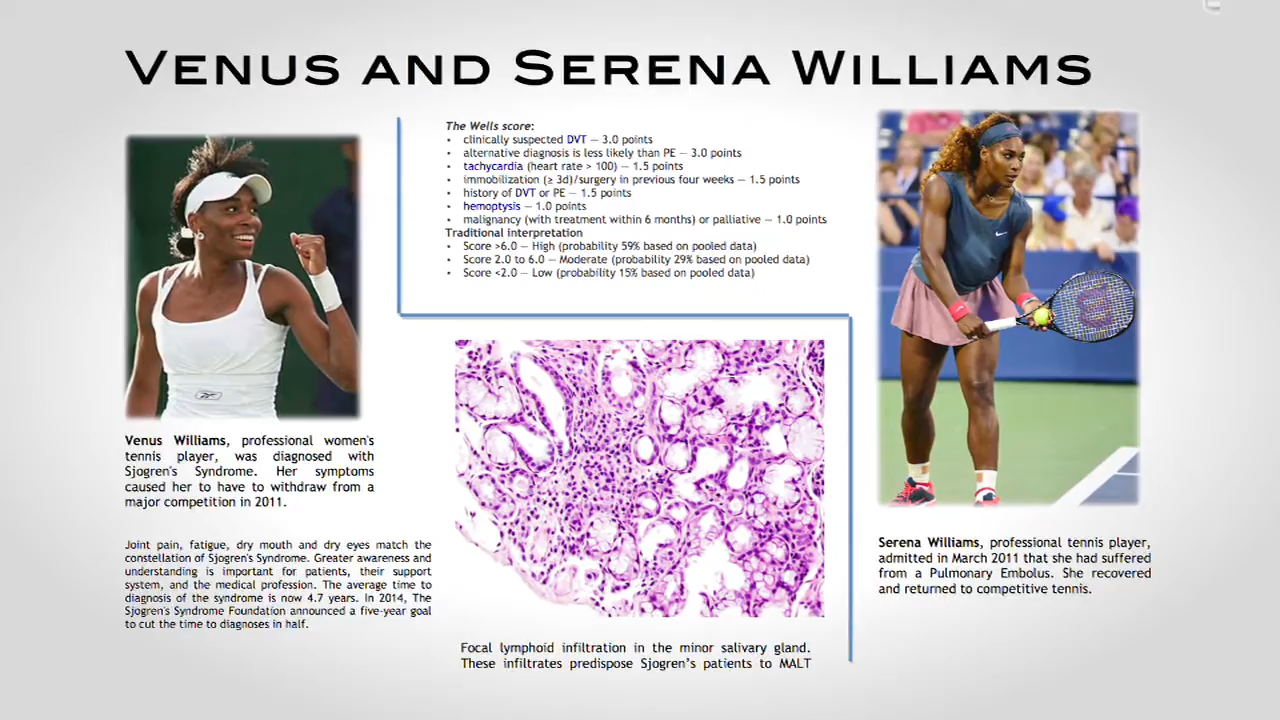 VENUS AND SERENA WILLIAMS
The Wells score:
• clinically suspected DVT — 3.0 points
• alternative diagnosis is less likely than PE — 3.0 points
• tachycardia (heart rate > 100) — 1.5 points
• immobilization (≥ 3d)/surgery in previous four weeks — 1.5 points
• history of DVT or PE — 1.5 points
• hemoptysis — 1.0 points
• malignancy (with treatment within 6 months) or palliative — 1.0 points
Traditional interpretation
• Score >6.0 — High (probability 59% based on pooled data)
• Score 2.0 to 6.0 — Moderate (probability 29% based on pooled data)
• Score <2.0 — Low (probability 15% based on pooled data)
Venus Williams, professional women's
tennis player, was diagnosed with
Sjogren's Syndrome. Her symptoms
caused her to have to withdraw from a
major competition in 2011.
Joint pain, fatigue, dry mouth and dry eyes match the
constellation of Sjogren's Syndrome. Greater awareness and
understanding is important for patients, their support
system, and the medical profession. The average time to
diagnosis of the syndrome is now 4.7 years. In 2014, The
Sjogren's Syndrome Foundation announced a five-year goal
to cut the time to diagnoses in half.
Focal lymphoid infiltration in the minor salivary gland.
These infiltrates predispose Sjogren's patients to MALT
Serena Williams, professional tennis player,
admitted in March 2011 that she had suffered
from a Pulmonary Embolus. She recovered
and returned to competitive tennis.